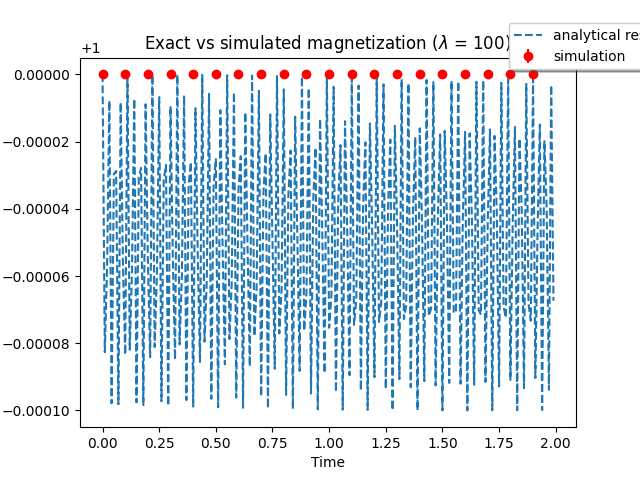 +1
Exact vs simulated magnetization (λ = 100)
analytical res
simulation
0.00000
−0.00002
−0.00004
−0.00006
−0.00008
−0.00010
0.00 0.25 0.50 0.75 1.00 1.25 1.50 1.75 2.00
Time